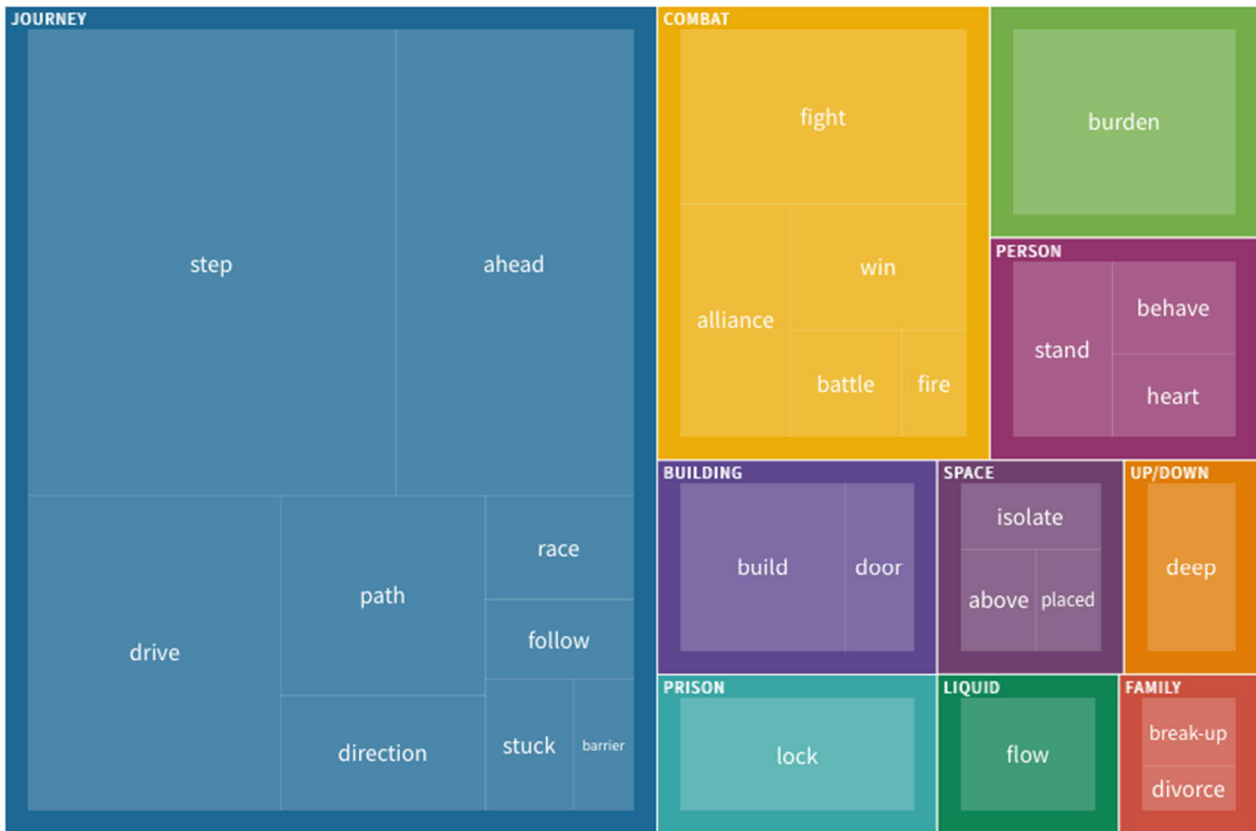 JOURNEY
step
ahead
drive
path
direction
race
follow
stuck
barrier
COMBAT
fight
alliance
win
battle
fire
burden
PERSON
stand
behave
heart
BUILDING
build
door
SPACE
isolate
above
placed
UP/DOWN
deep
PRISON
lock
LIQUID
flow
FAMILY
break-up
divorce